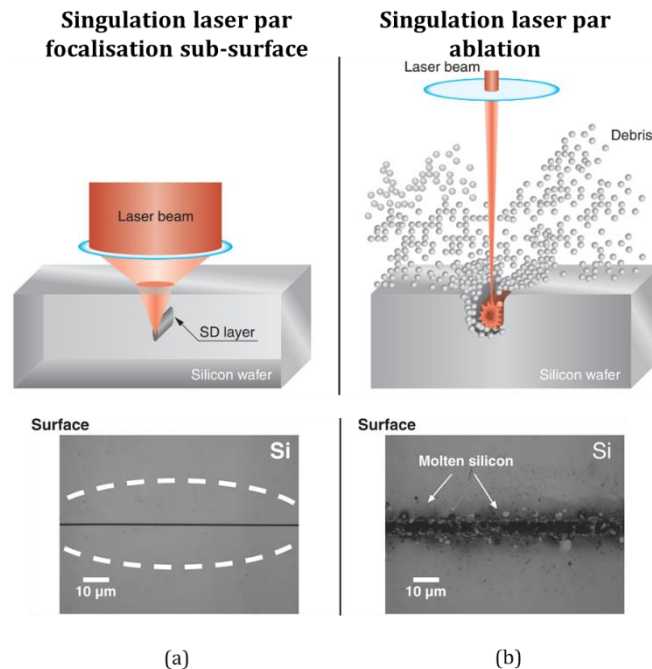 Singulation laser par
focalisation sub-surface
Laser beam
SD layer
Silicon wafer
Surface
Si
10 µm
(a)
Singulation laser par
ablation
Laser beam
Debris
Silicon wafer
Surface
Si
Molten silicon
10 µm
(b)